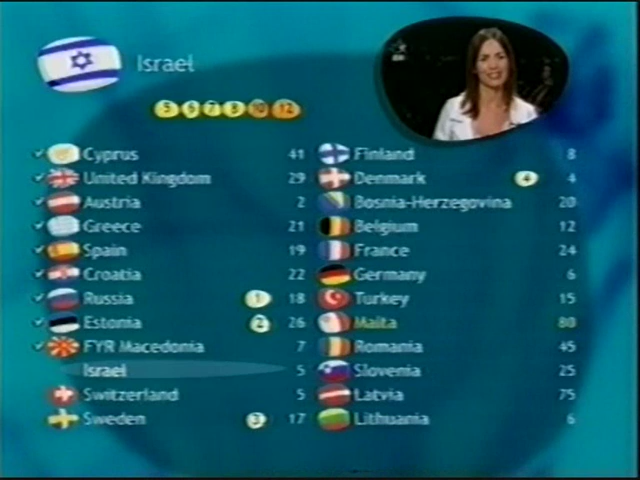 Israel
5 6 7 8 10 12
Cyprus 41
United Kingdom 29
Austria 2
Greece 21
Spain 19
Croatia 22
Russia 1 18
Estonia 2 26
FYR Macedonia 7
Israel 5
Switzerland 5
Sweden 3 17
Finland 8
Denmark 4 4
Bosnia-Herzegovina 20
Belgium 12
France 24
Germany 6
Turkey 15
Malta 80
Romania 45
Slovenia 25
Latvia 75
Lithuania 6